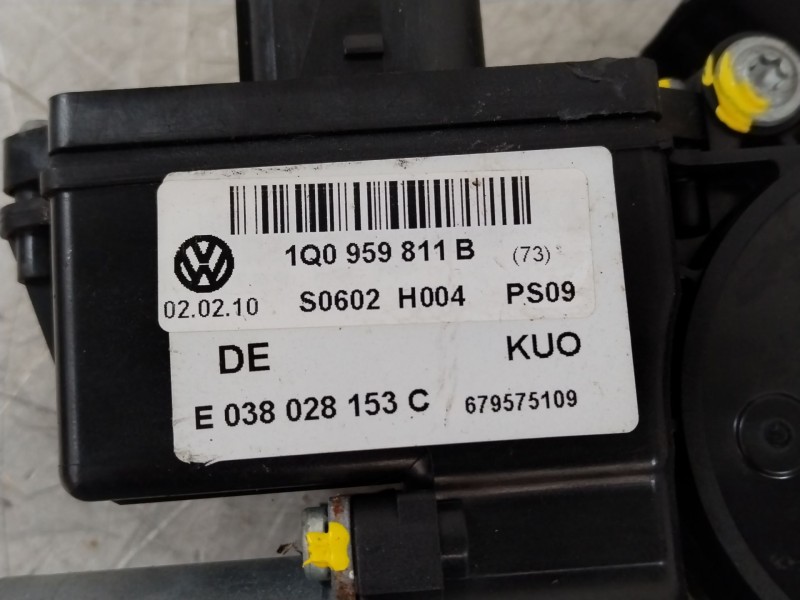 1Q0 959 811 B (73)
02.02.10 S0602 H004 PS09
DE KUO
E 038 028 153 C 679575109